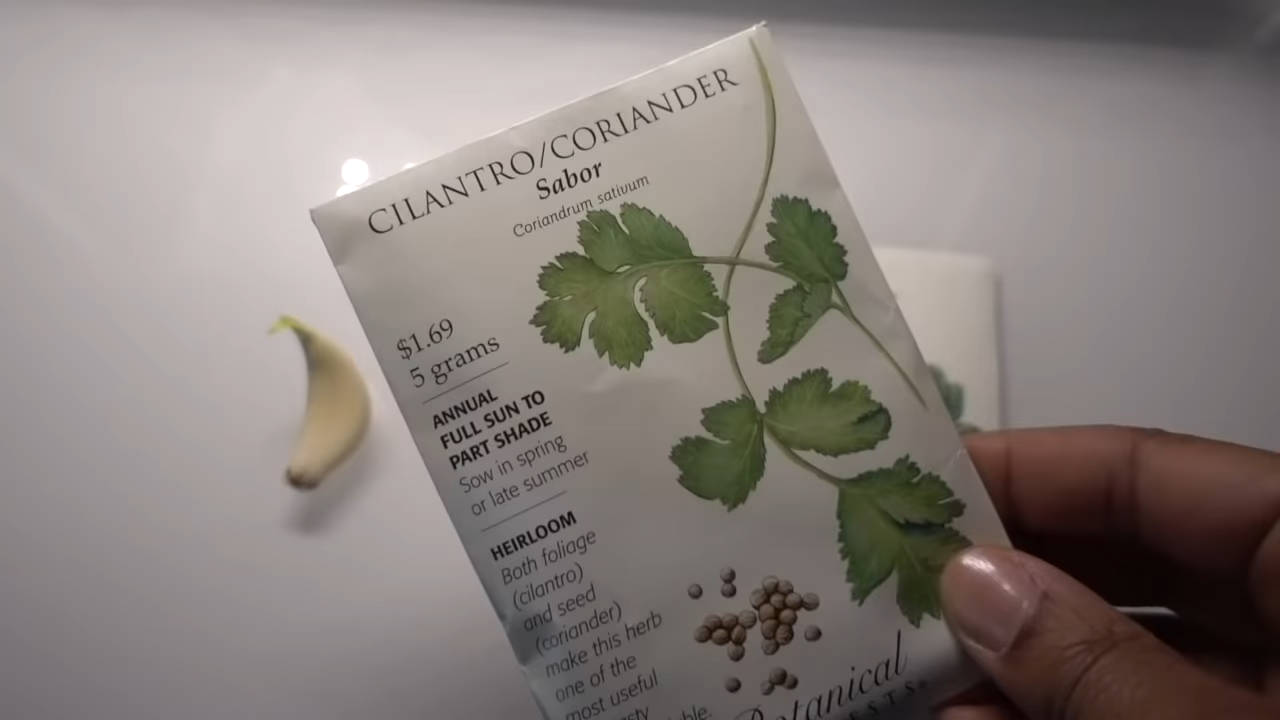 CILANTRO/CORIANDER
Sabor
Coriandrum sativum
$1.69
5 grams
ANNUAL
FULL SUN TO
PART SHADE
Sow in spring
or late summer
HEIRLOOM
Both foliage
(cilantro)
and seed
(coriander)
make this herb
one of the
most useful
Botanical